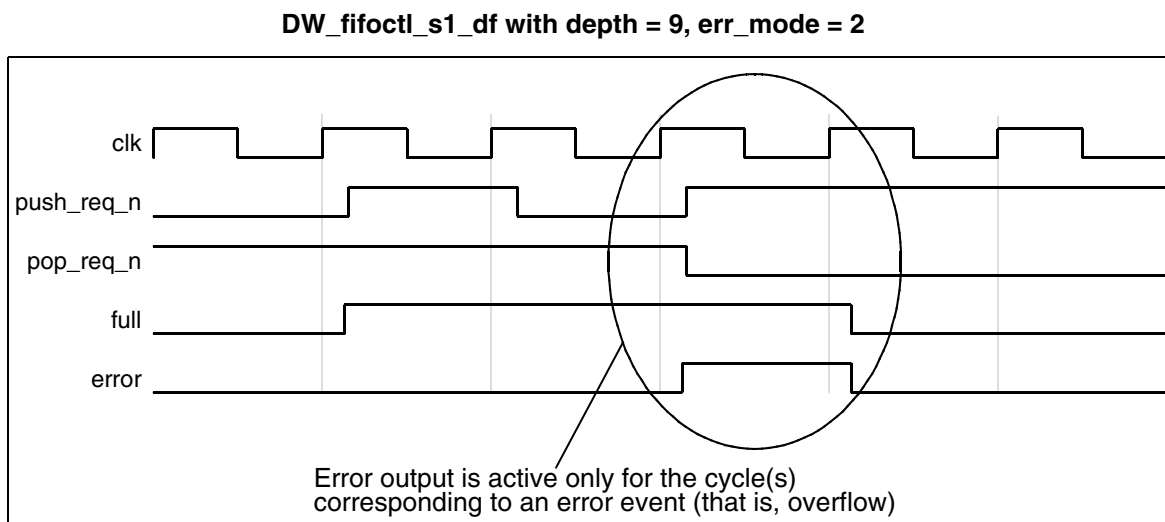 DW_fifoctl_s1_df with depth = 9, err_mode = 2
clk
push_req_n
pop_req_n
full
error
Error output is active only for the cycle(s)
corresponding to an error event (that is, overflow)